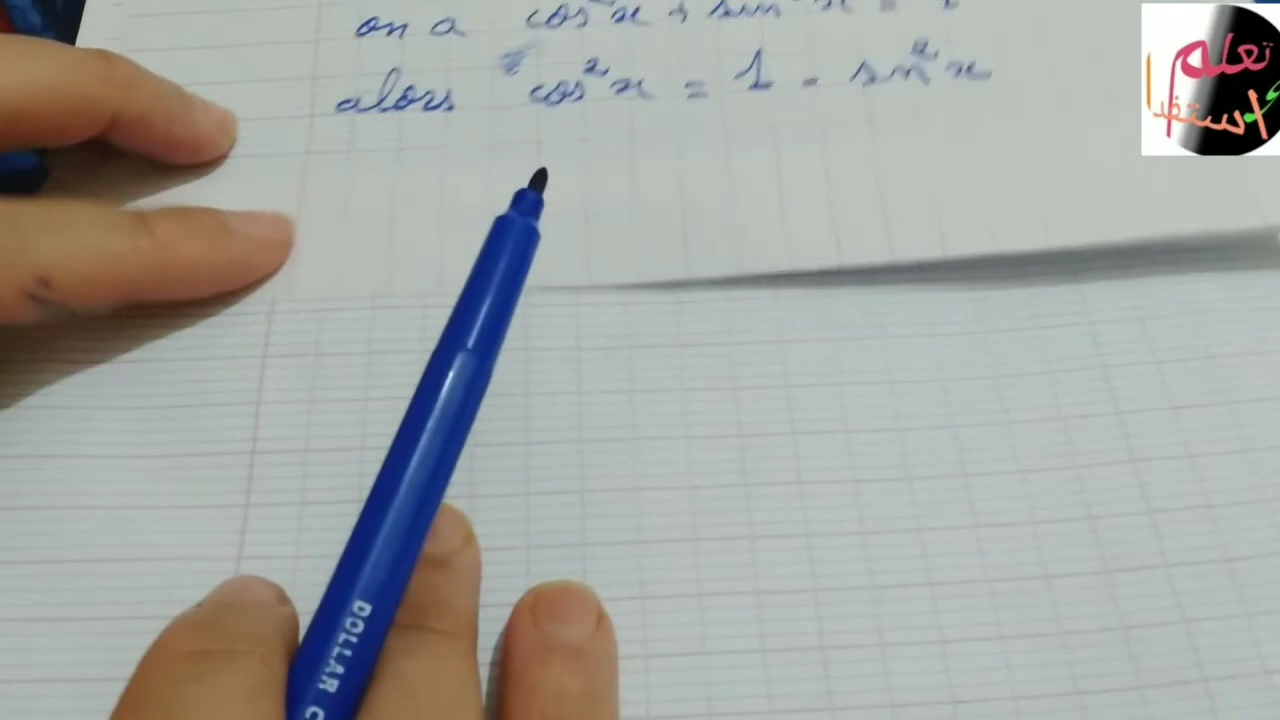 on a cos²x + sin²x = 1
alors cos²x = 1 - sin²x
تعلم
و استفد
DOLLAR C